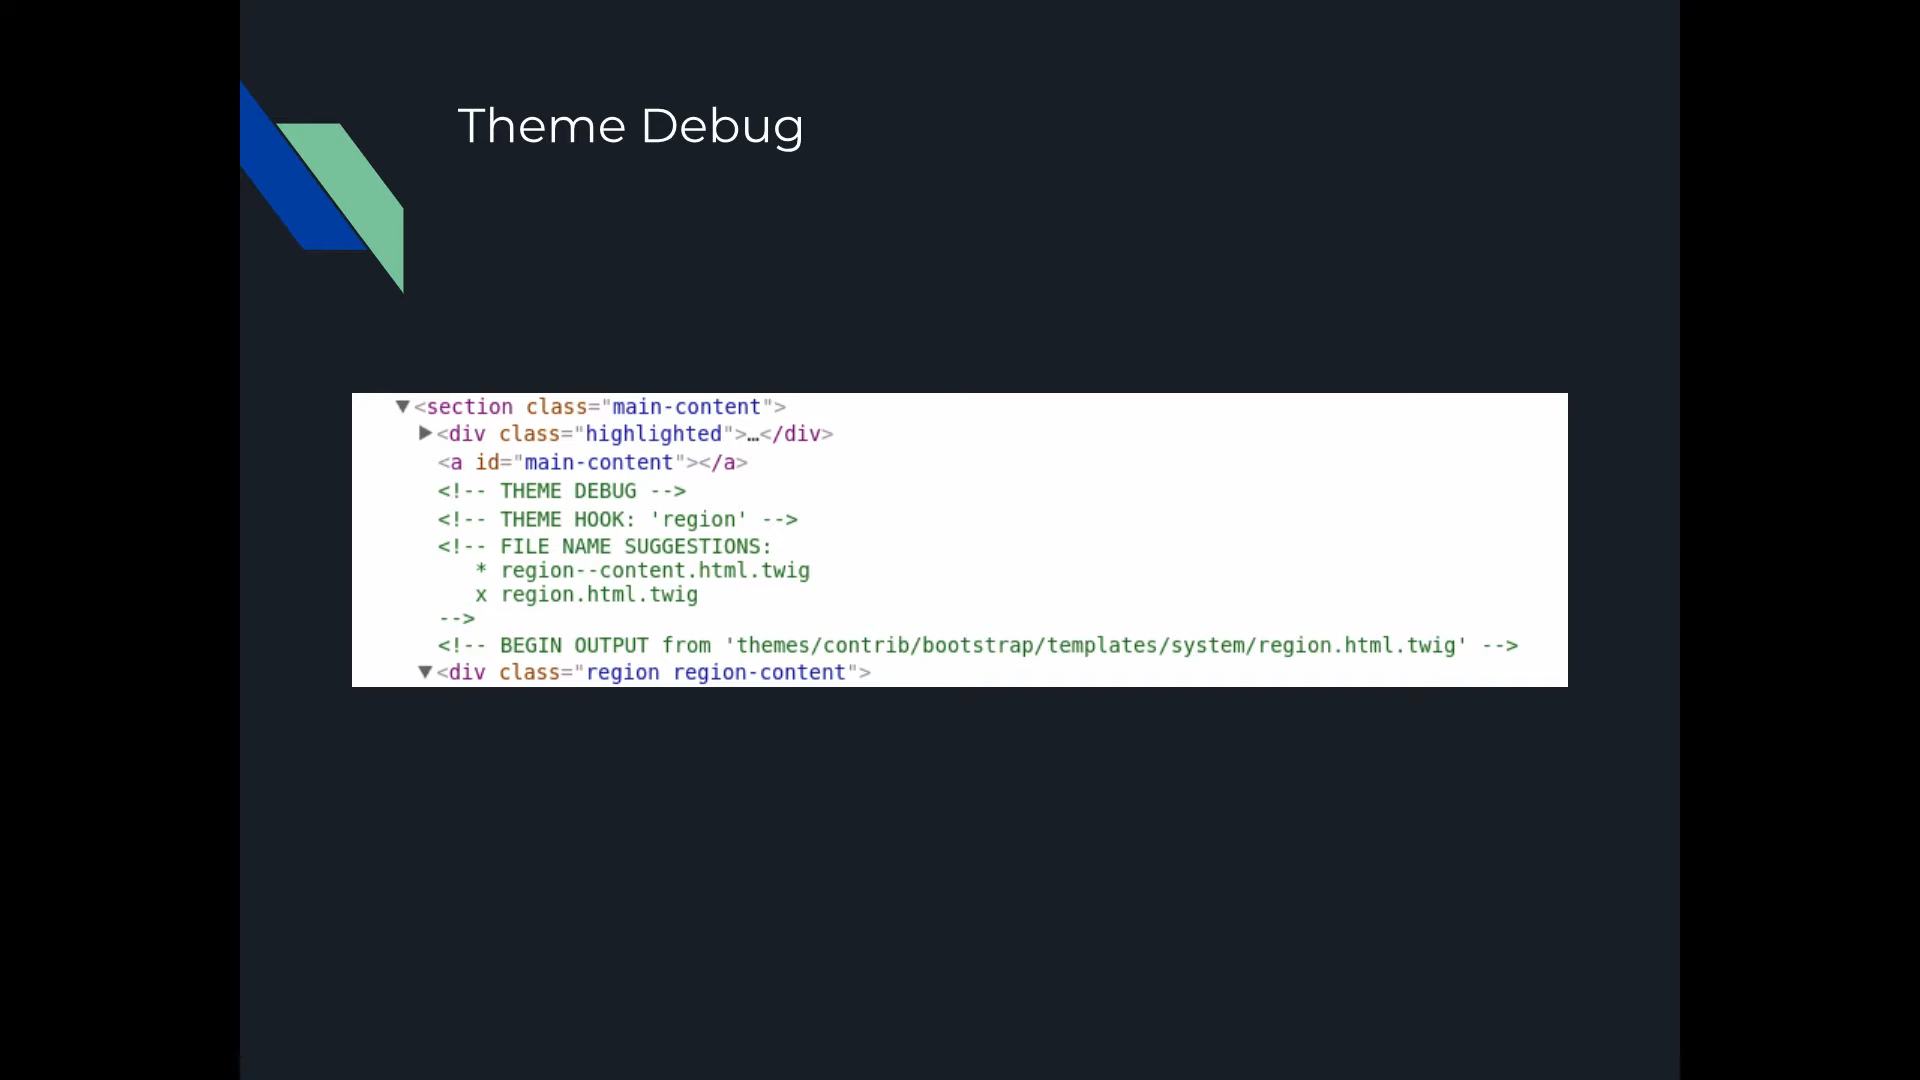 Theme Debug
▼<section class="main-content">
▶<div class="highlighted">…</div>
<a id="main-content"></a>
<!-- THEME DEBUG -->
<!-- THEME HOOK: 'region' -->
<!-- FILE NAME SUGGESTIONS:
* region--content.html.twig
x region.html.twig
-->
<!-- BEGIN OUTPUT from 'themes/contrib/bootstrap/templates/system/region.html.twig' -->
▼<div class="region region-content">